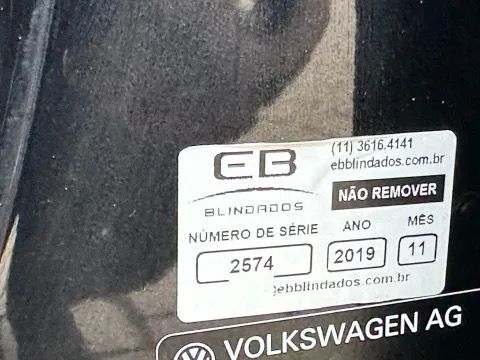 EB
BLINDADOS
(11) 3616.4141
ebblindados.com.br
NÃO REMOVER
NÚMERO DE SÉRIE
2574
ANO
2019
MÊS
11
ebblindados.com.br
VOLKSWAGEN AG